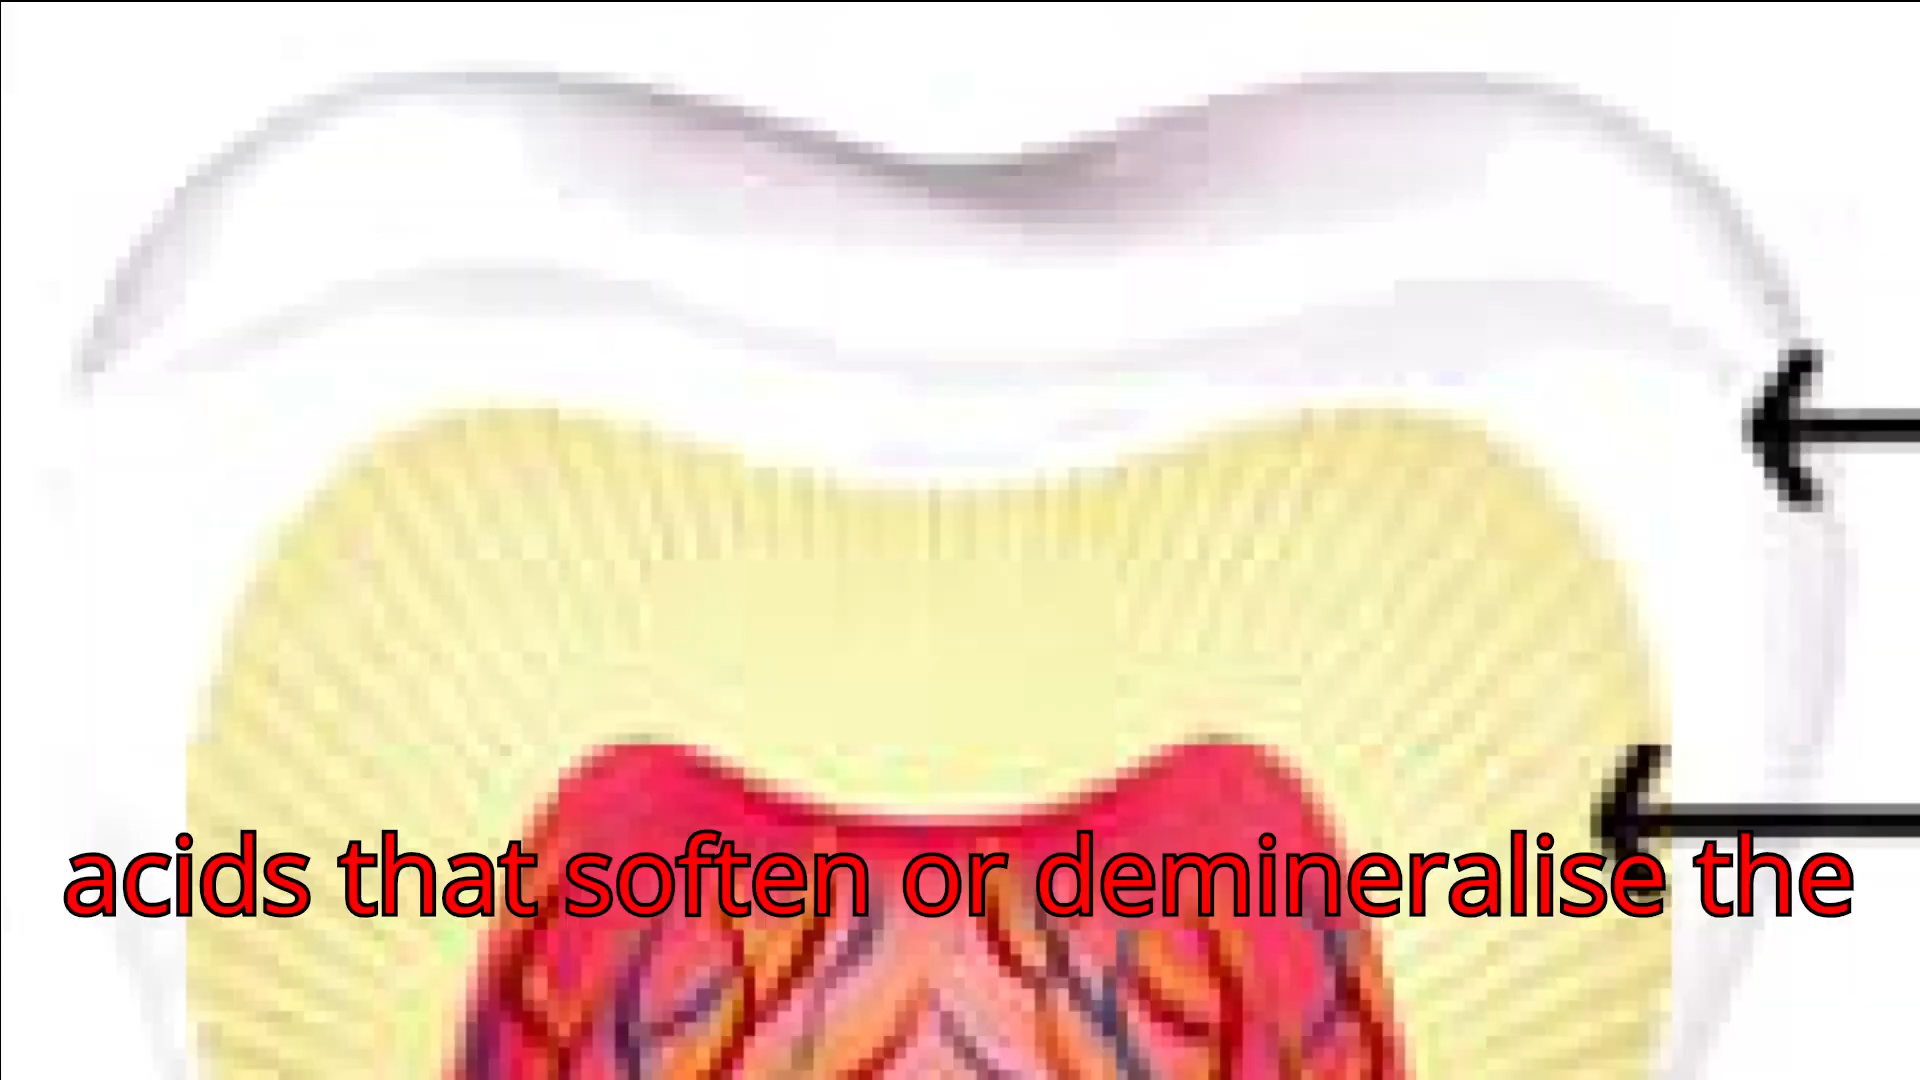 acids that soften or demineralise the